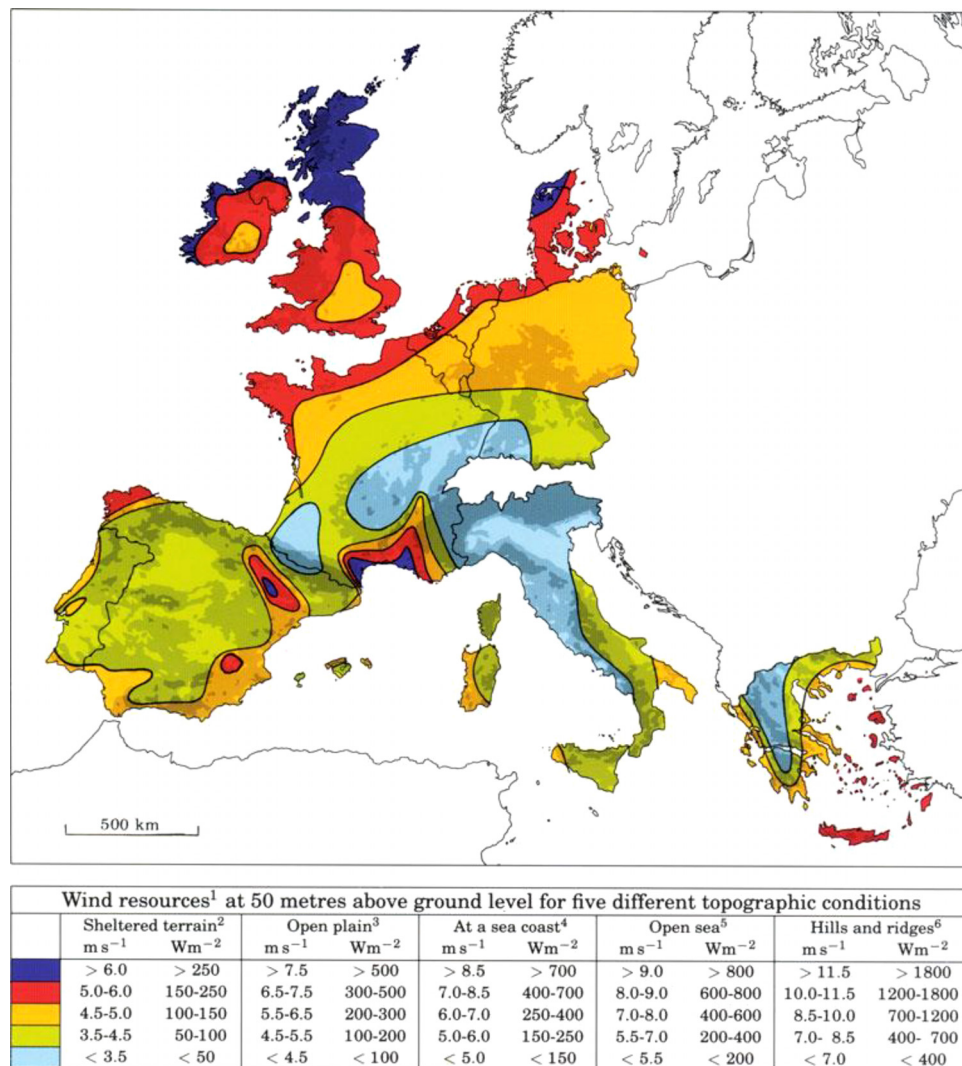 500 km
Wind resources¹ at 50 metres above ground level for five different topographic conditions
Sheltered terrain² Open plain³ At a sea coast⁴ Open sea⁵ Hills and ridges⁶
m s⁻¹ Wm⁻² m s⁻¹ Wm⁻² m s⁻¹ Wm⁻² m s⁻¹ Wm⁻² m s⁻¹ Wm⁻²
> 6.0 > 250 > 7.5 > 500 > 8.5 > 700 > 9.0 > 800 > 11.5 > 1800
5.0-6.0 150-250 6.5-7.5 300-500 7.0-8.5 400-700 8.0-9.0 600-800 10.0-11.5 1200-1800
4.5-5.0 100-150 5.5-6.5 200-300 6.0-7.0 250-400 7.0-8.0 400-600 8.5-10.0 700-1200
3.5-4.5 50-100 4.5-5.5 100-200 5.0-6.0 150-250 5.5-7.0 200-400 7.0- 8.5 400- 700
< 3.5 < 50 < 4.5 < 100 < 5.0 < 150 < 5.5 < 200 < 7.0 < 400